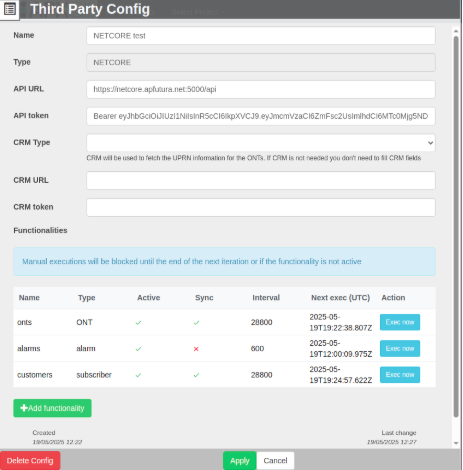 Third Party Config
Name
NETCORE test
Type
NETCORE
API URL
https://netcore.apfutura.net:5000/api
API token
Bearer
CRM Type
CRM will be used to fetch the UPRN information for the ONTs. If CRM is not needed you don't need to fill CRM fields
CRM URL
CRM token
Functionalities
Manual executions will be blocked until the end of the next iteration or if the functionality is not active
Name Type Active Sync Interval Next exec (UTC) Action
onts ONT ✓ ✓ 28800 2025-05-
19T19:22:38.807Z Exec now
alarms alarm ✓ × 600 2025-05-
19T12:00:09.975Z Exec now
customers subscriber ✓ ✓ 28800 2025-05-
19T19:24:57.622Z Exec now
+Add functionality
Created Last change
19/05/2025 12:22 19/05/2025 12:27
Delete Config Apply Cancel